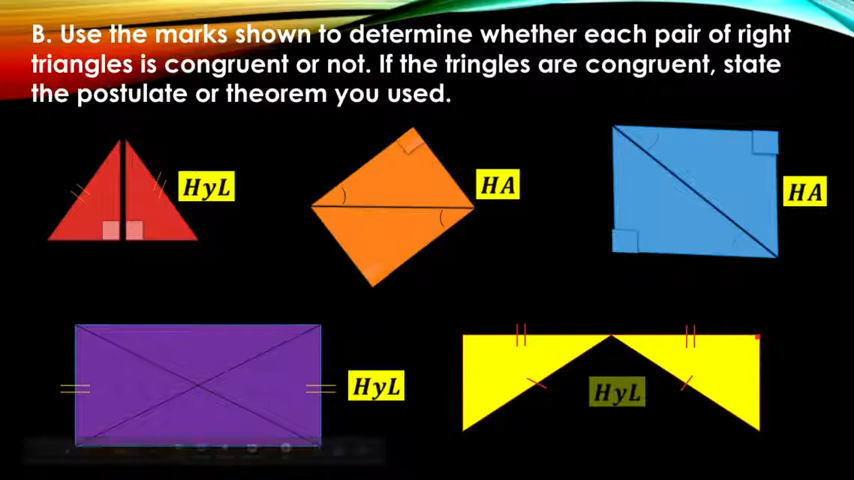 B. Use the marks shown to determine whether each pair of right
triangles is congruent or not. If the tringles are congruent, state
the postulate or theorem you used.
HyL
HA
HA
HyL
HyL